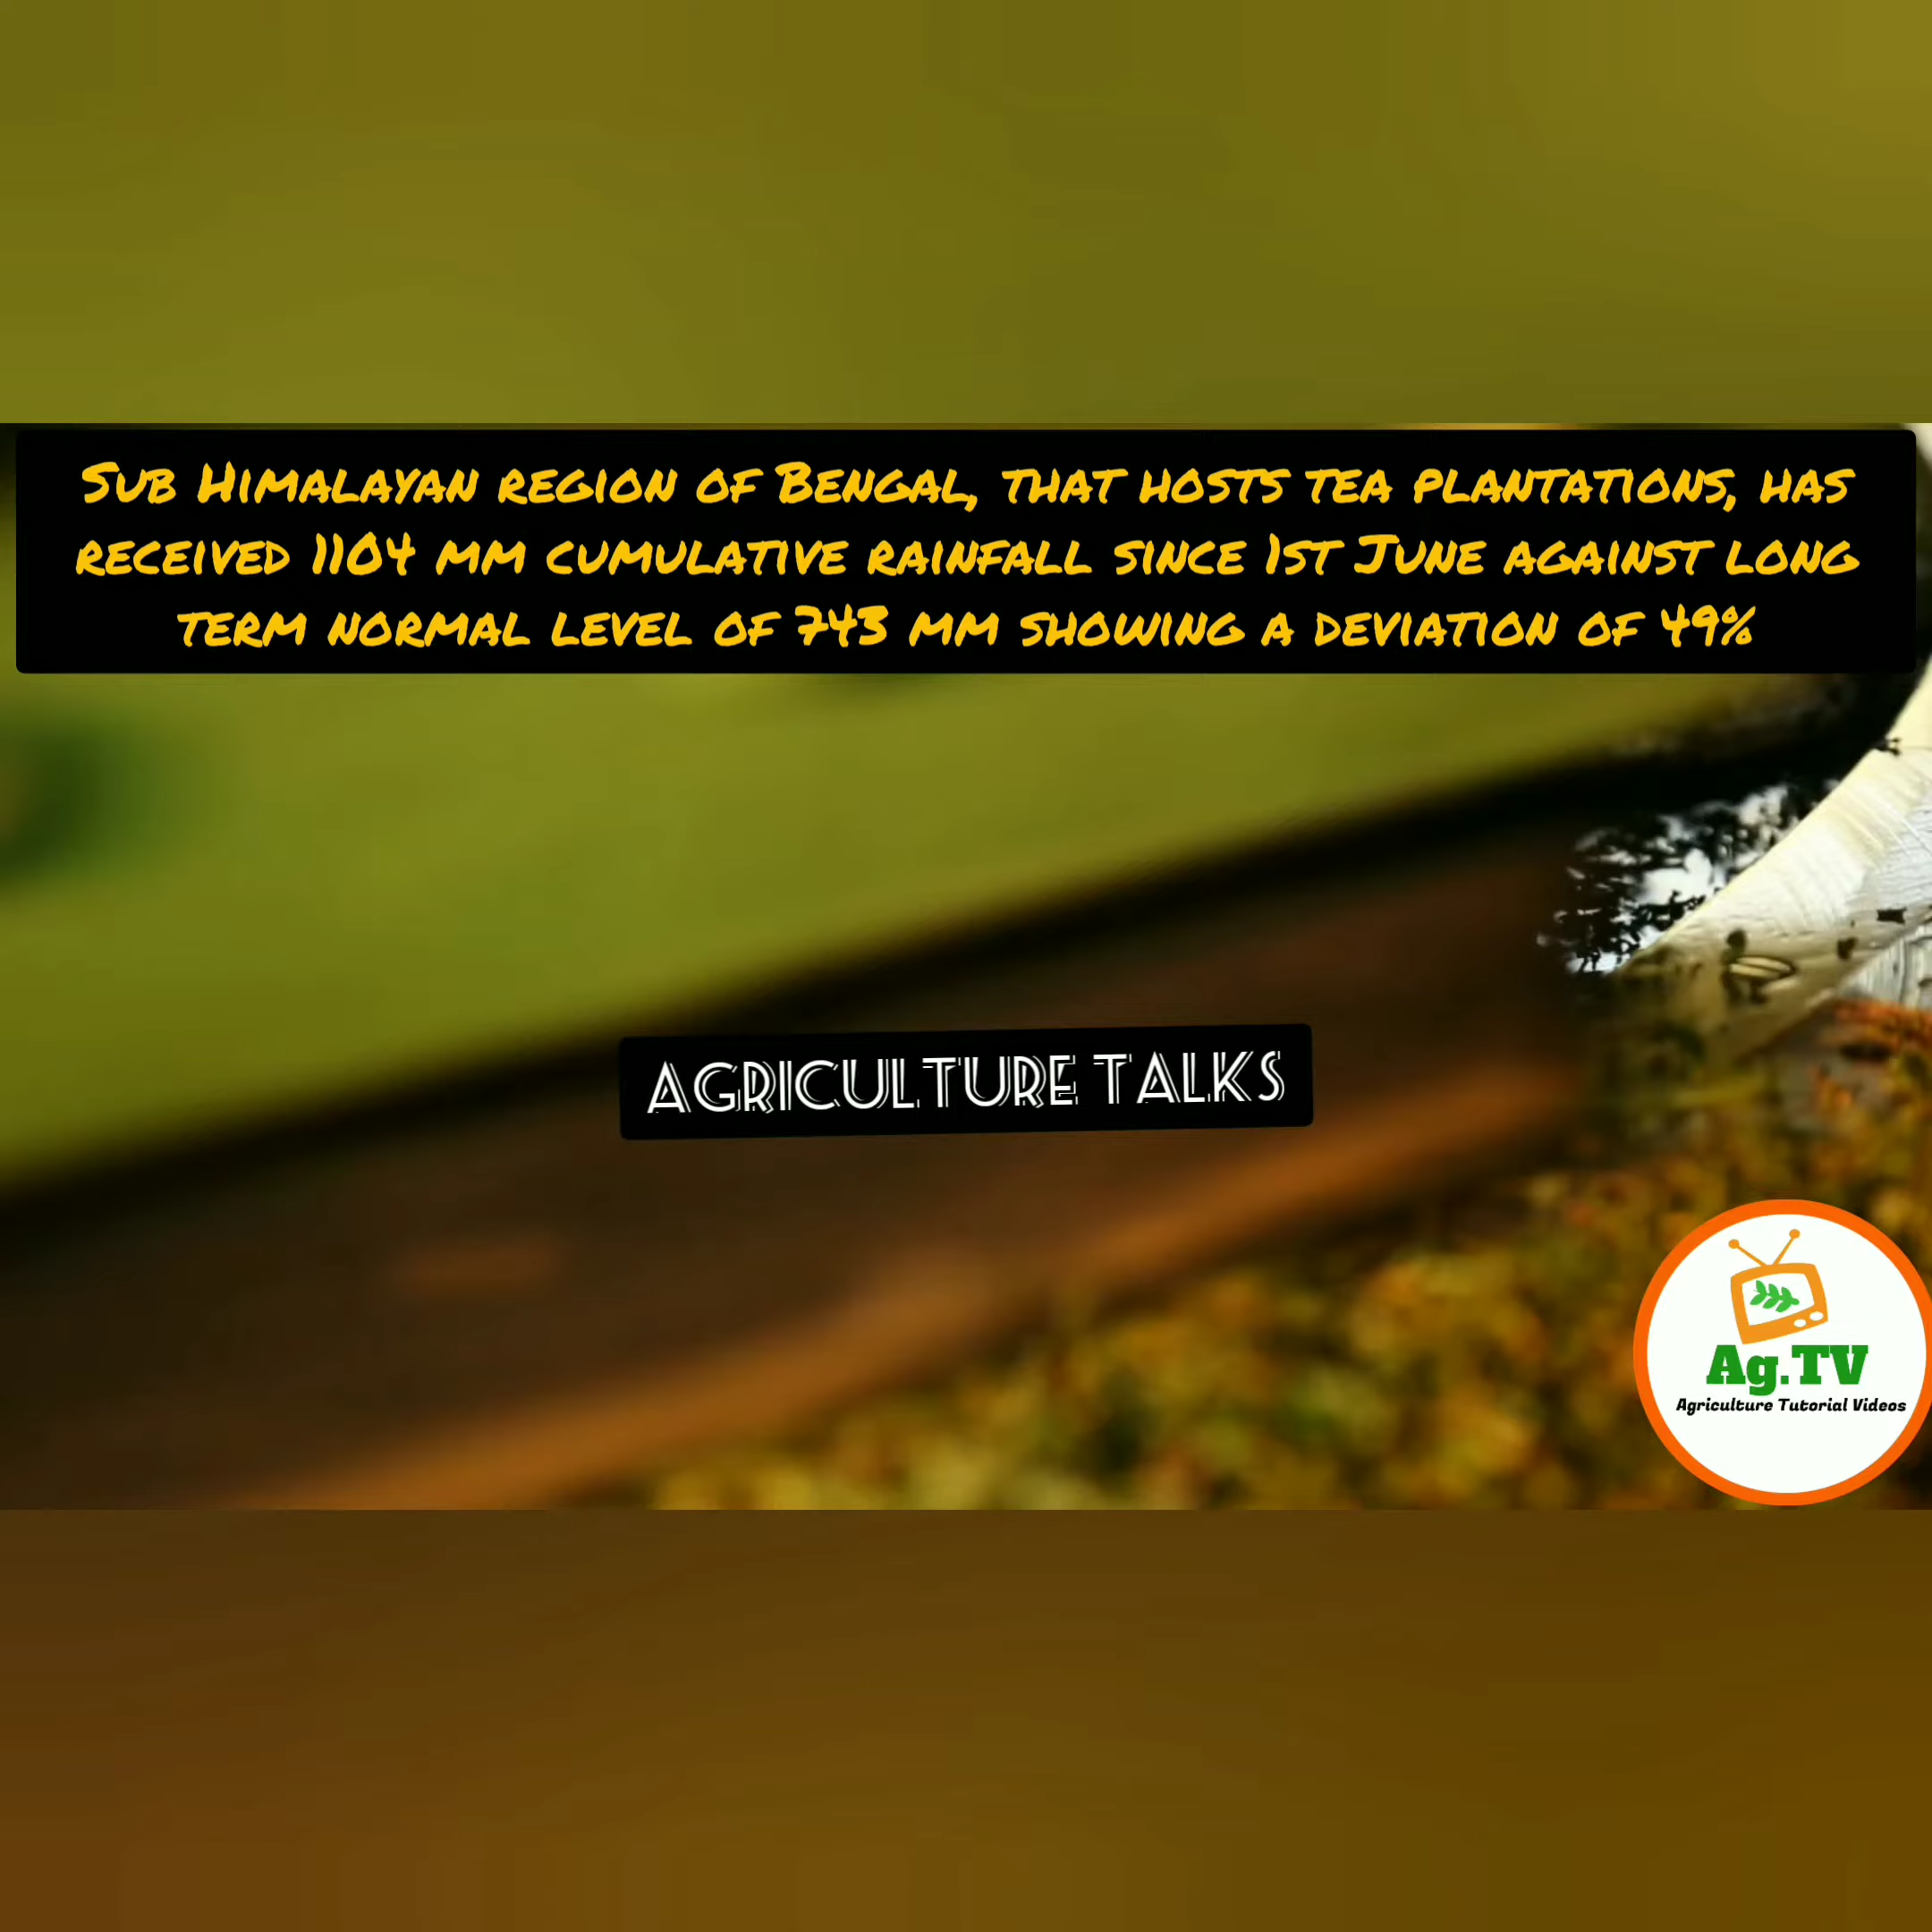 Sub Himalayan region of Bengal, that hosts tea plantations, has
received 1104 mm cumulative rainfall since 1st June against long
term normal level of 743 mm showing a deviation of 49%
AGRICULTURE TALKS
Ag.TV
Agriculture Tutorial Videos